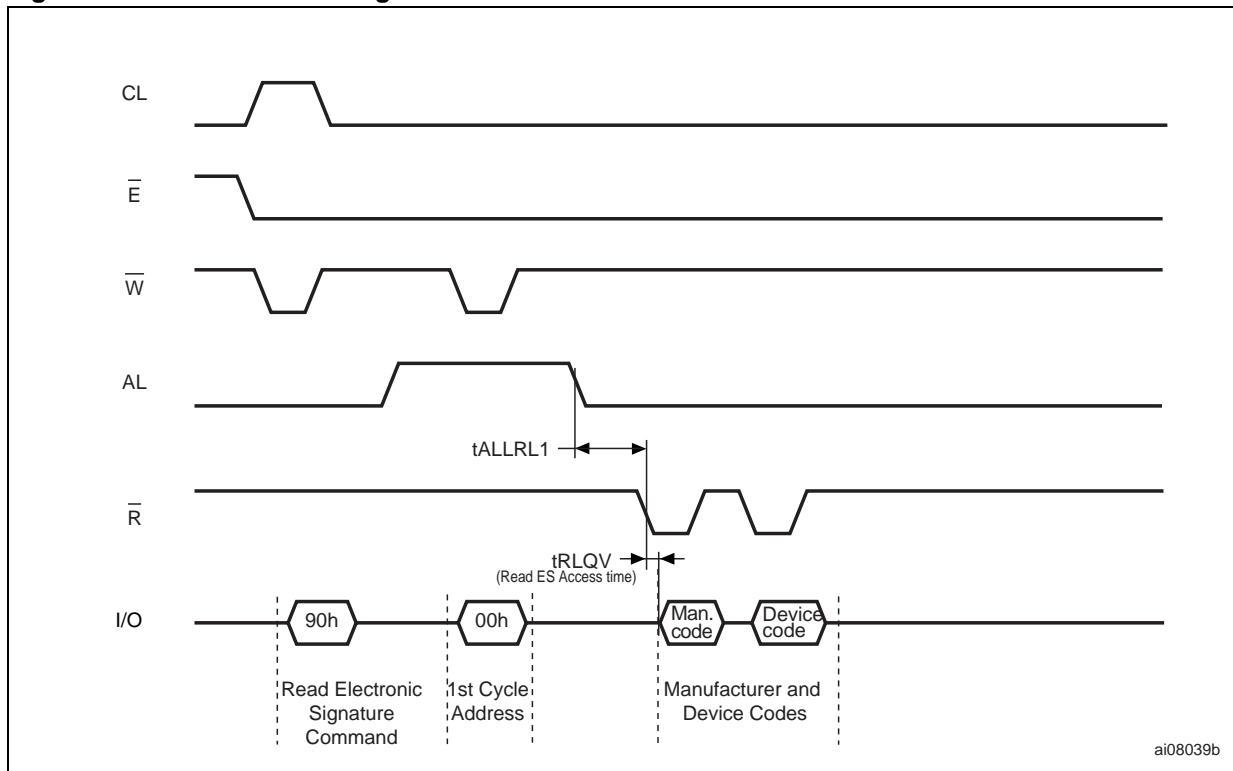 CL
E
W
AL
tALLRL1
R
tRLQV
(Read ES Access time)
I/O
90h
00h
Man.
code
Device
code
Read Electronic
Signature
Command
1st Cycle
Address
Manufacturer and
Device Codes
ai08039b